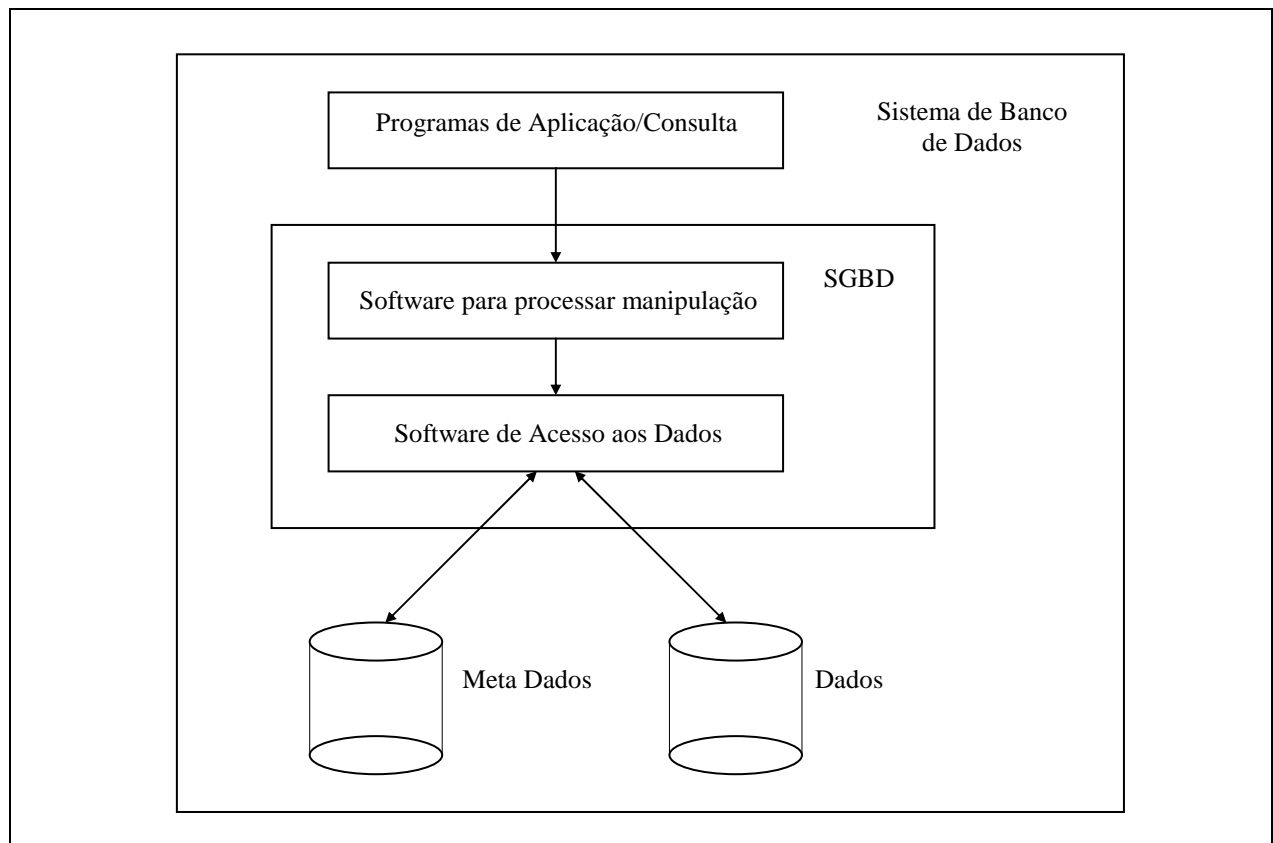 Programas de Aplicação/Consulta
Sistema de Banco
de Dados
SGBD
Software para processar manipulação
Software de Acesso aos Dados
Meta Dados
Dados